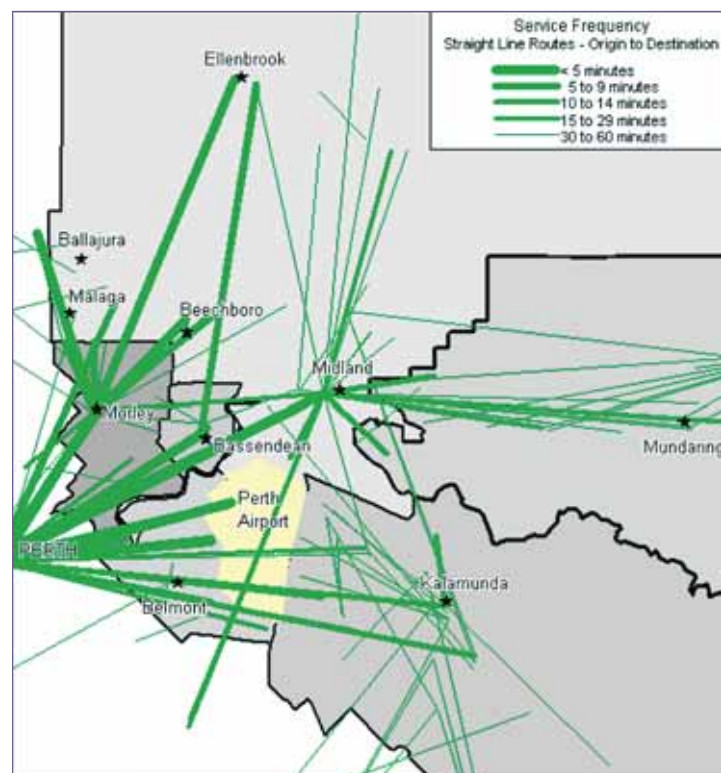 Service Frequency
Straight Line Routes - Origin to Destination
< 5 minutes
5 to 9 minutes
10 to 14 minutes
15 to 29 minutes
30 to 60 minutes
Ellenbrook
Ballajura
Malaga
Beechboro
Midland
Morley
Bassendean
Mundaring
Perth
Airport
PERTH
Kalamunda
Belmont